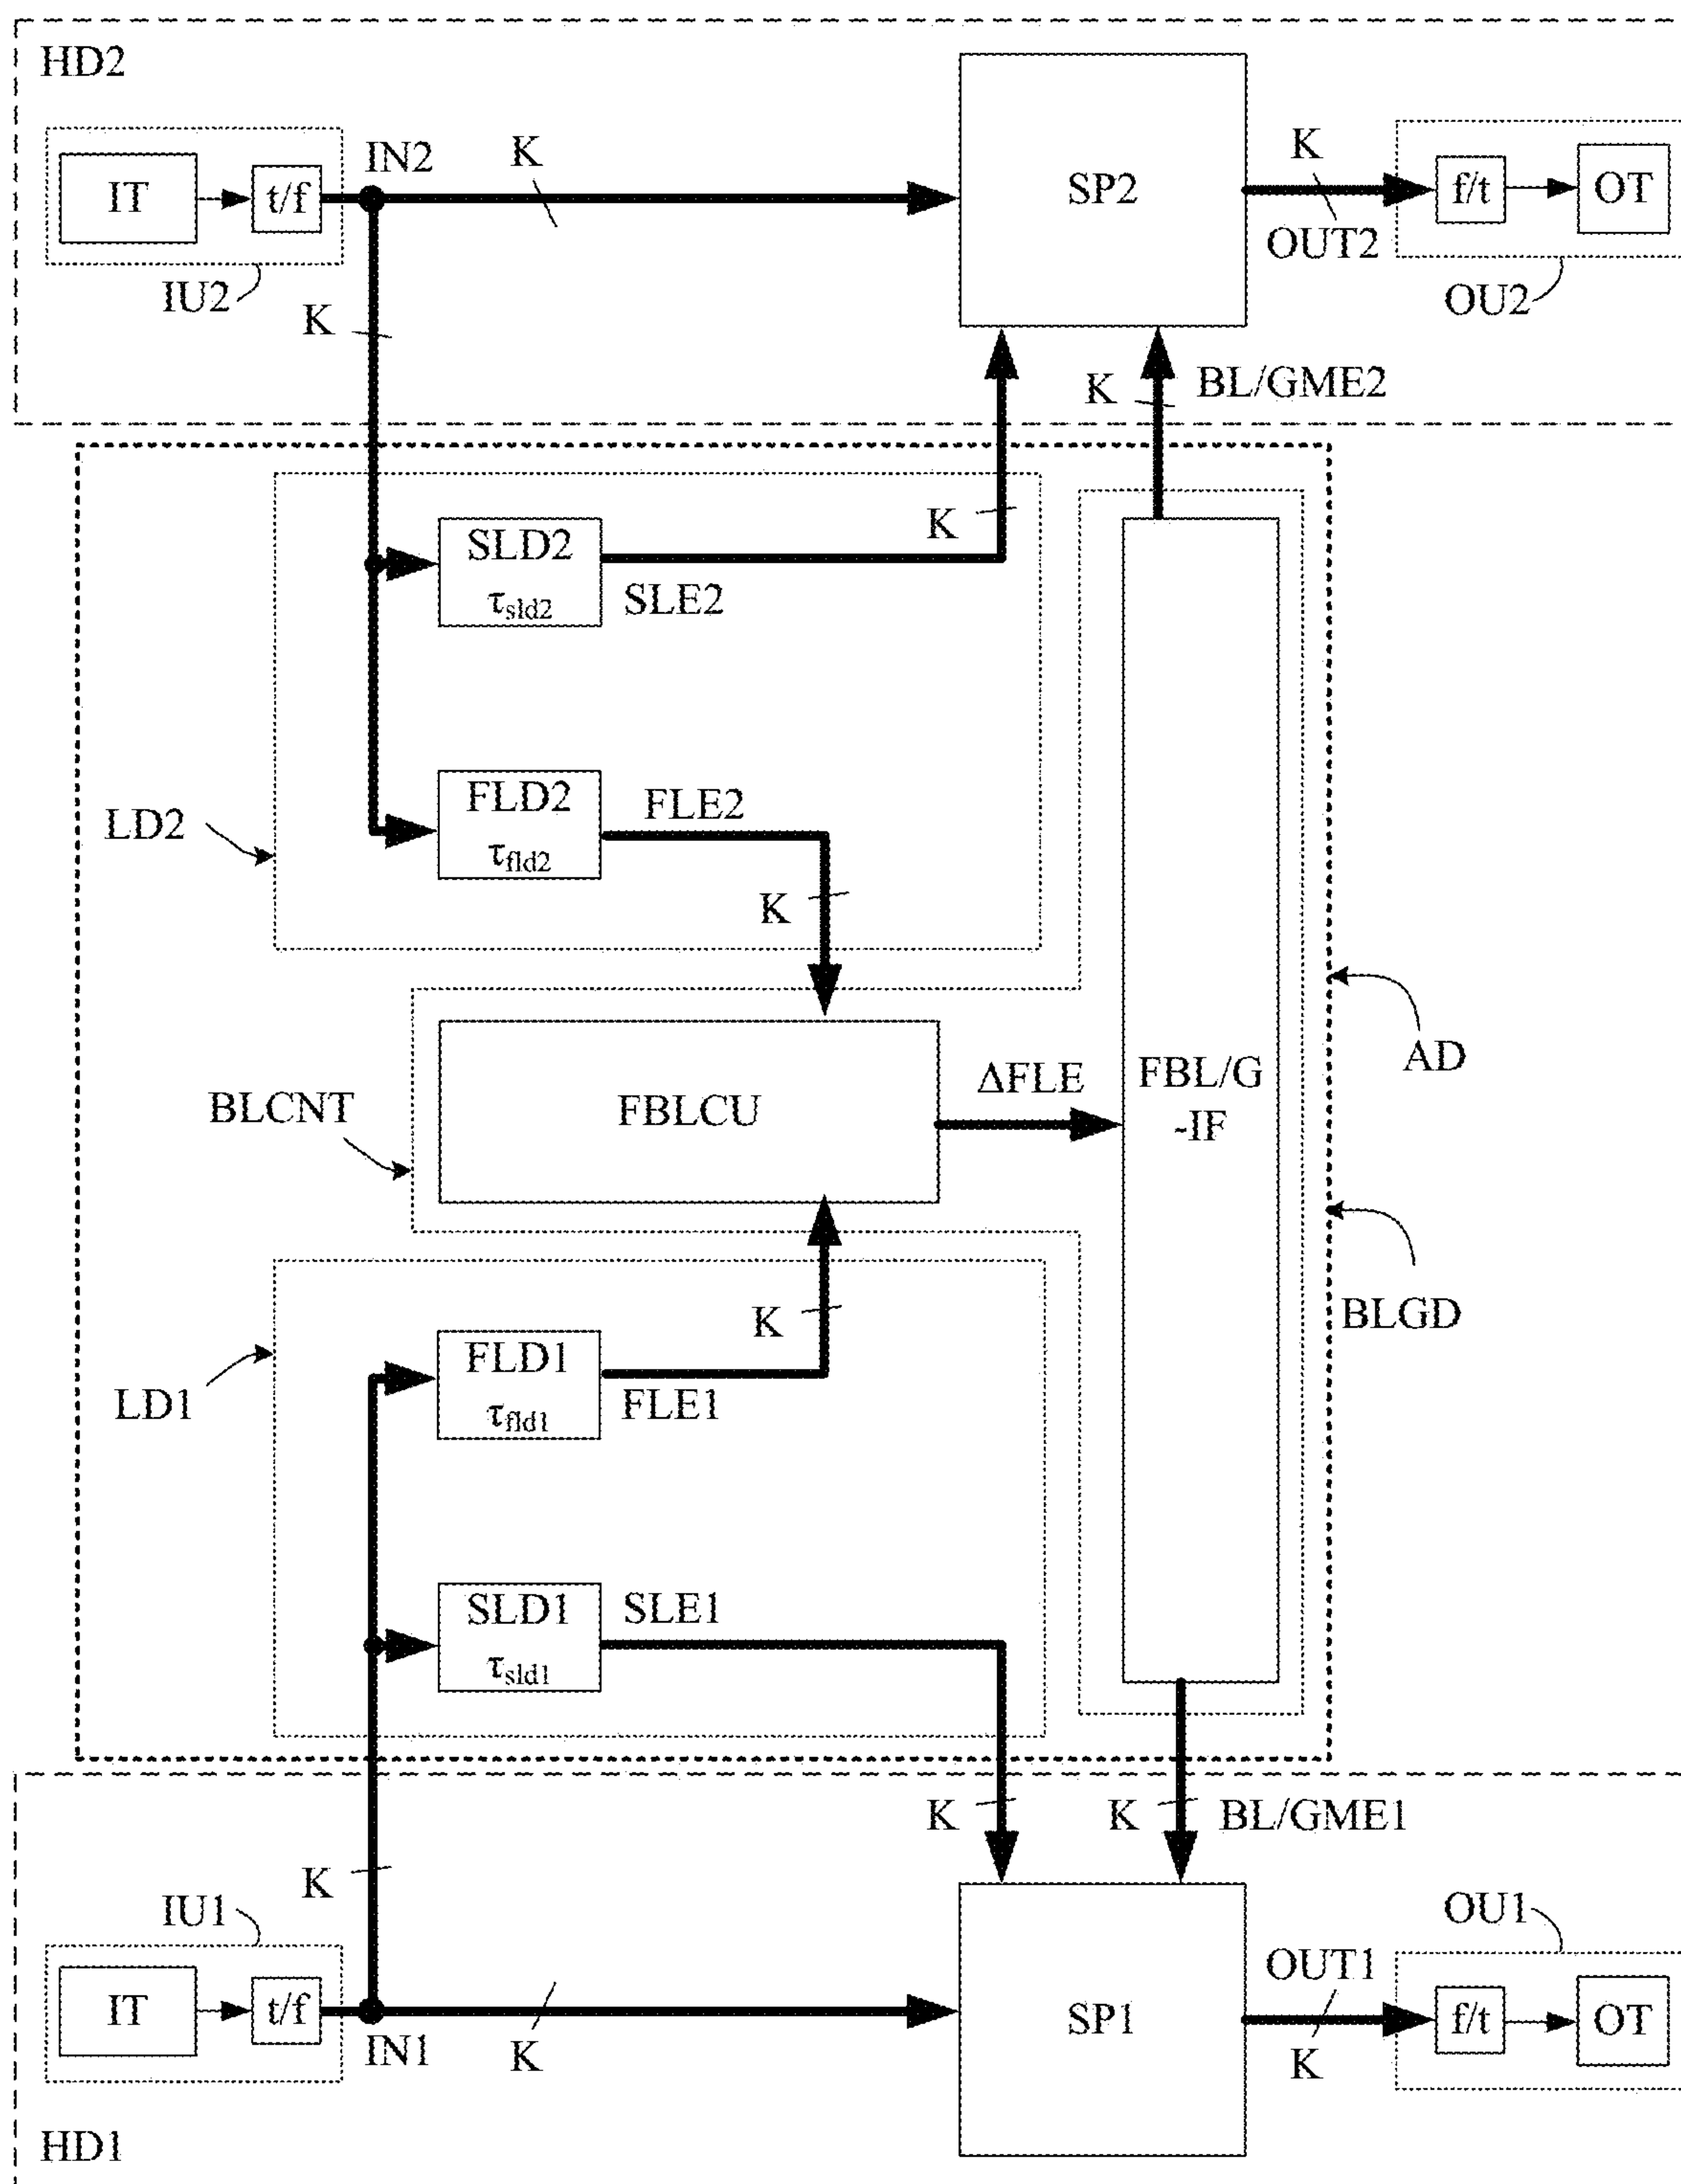 HD2
IT
t/f
IN2
K
SP2
K
f/t
OT
OUT2
IU2
OU2
K
K
BL/GME2
SLD2
τsld2
K
SLE2
LD2
FLD2
τfld2
FLE2
K
AD
BLCNT
FBLCU
ΔFLE
FBL/G
-IF
BLGD
K
LD1
FLD1
τfld1
FLE1
SLD1
τsld1
SLE1
K
K
BL/GME1
K
IU1
OU1
IT
t/f
IN1
K
SP1
OUT1
K
f/t
OT
HD1